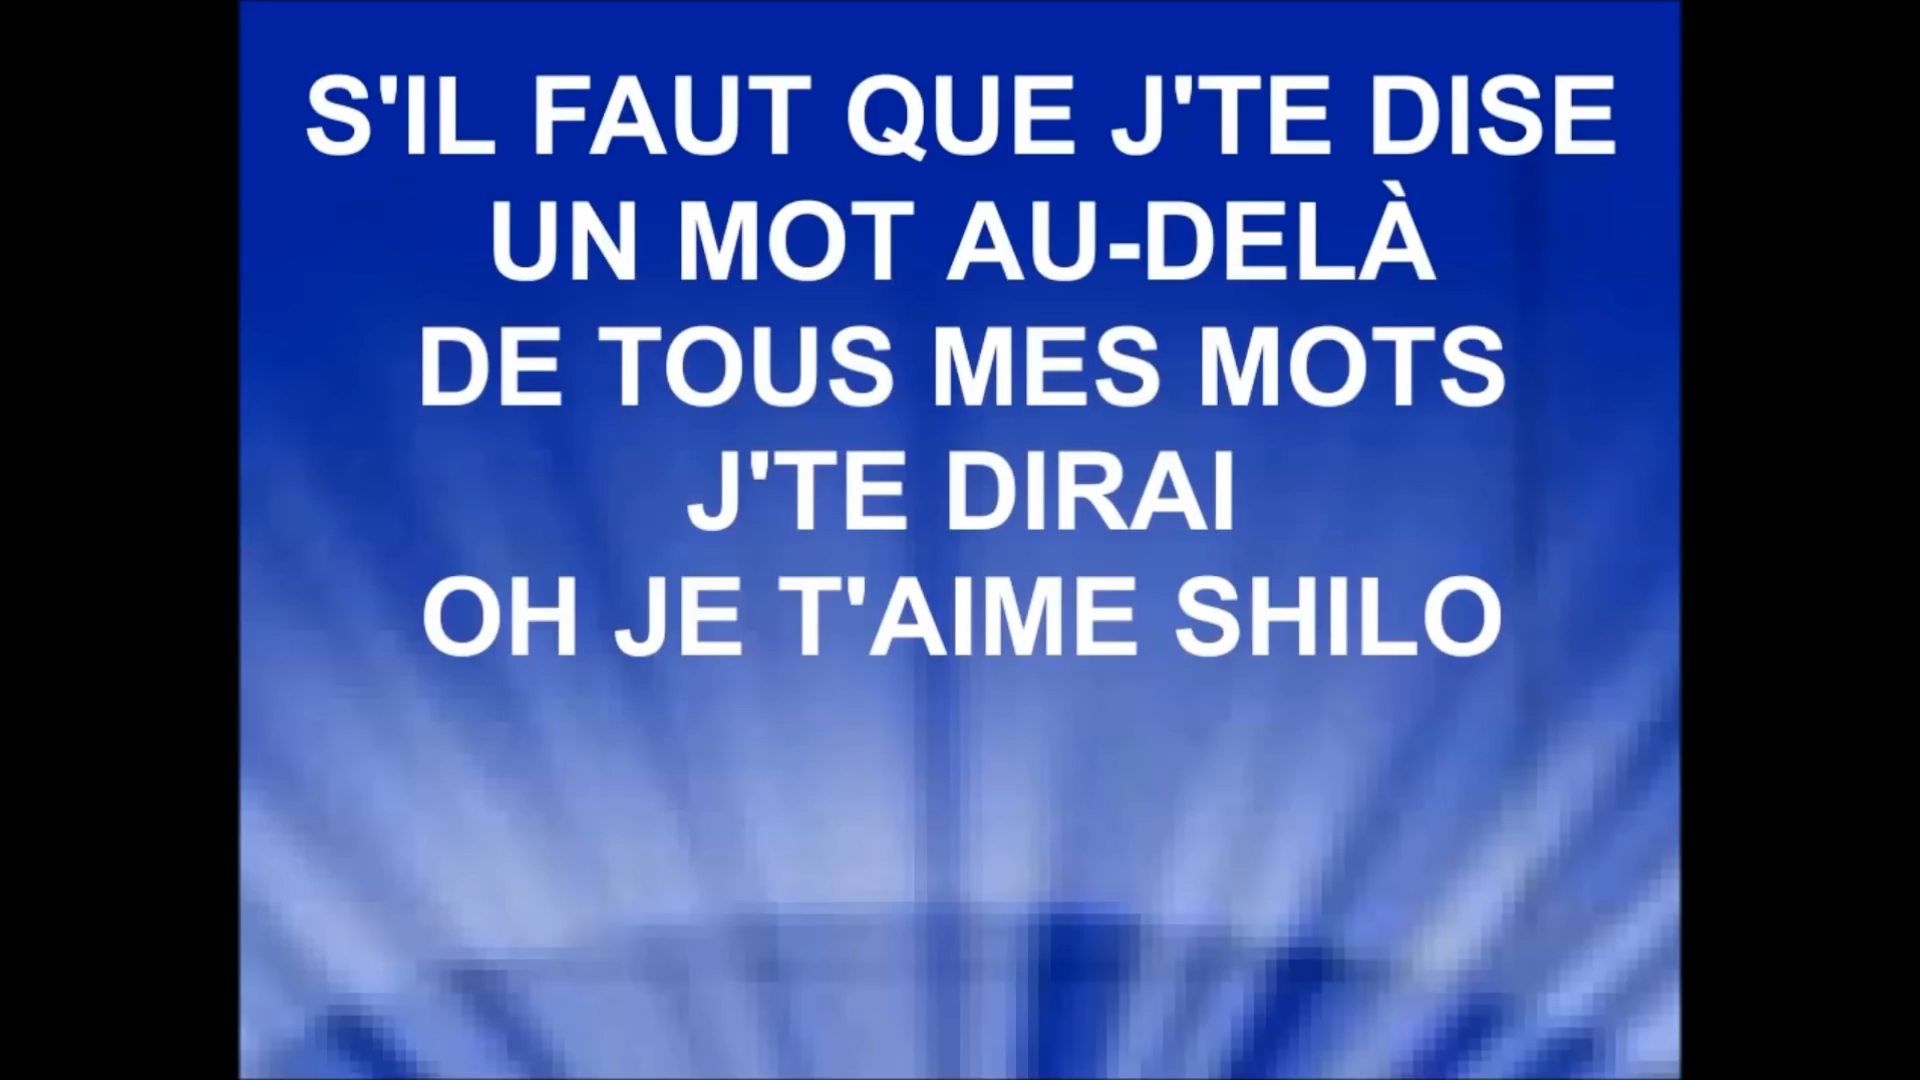 S'IL FAUT QUE J'TE DISE
UN MOT AU-DELÀ
DE TOUS MES MOTS
J'TE DIRAI
OH JE T'AIME SHILO